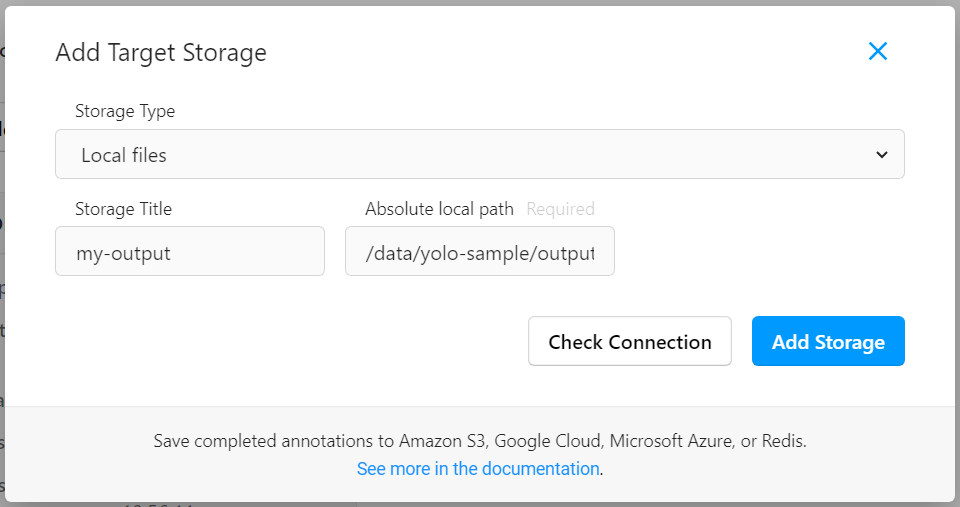 Add Target Storage
Storage Type
Local files
Storage Title
Absolute local path Required
my-output
/data/yolo-sample/output
Check Connection
Add Storage
Save completed annotations to Amazon S3, Google Cloud, Microsoft Azure, or Redis.
See more in the documentation.